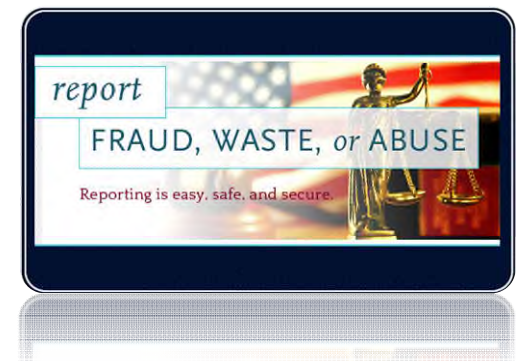 report
FRAUD, WASTE, or ABUSE
Reporting is easy, safe, and secure.